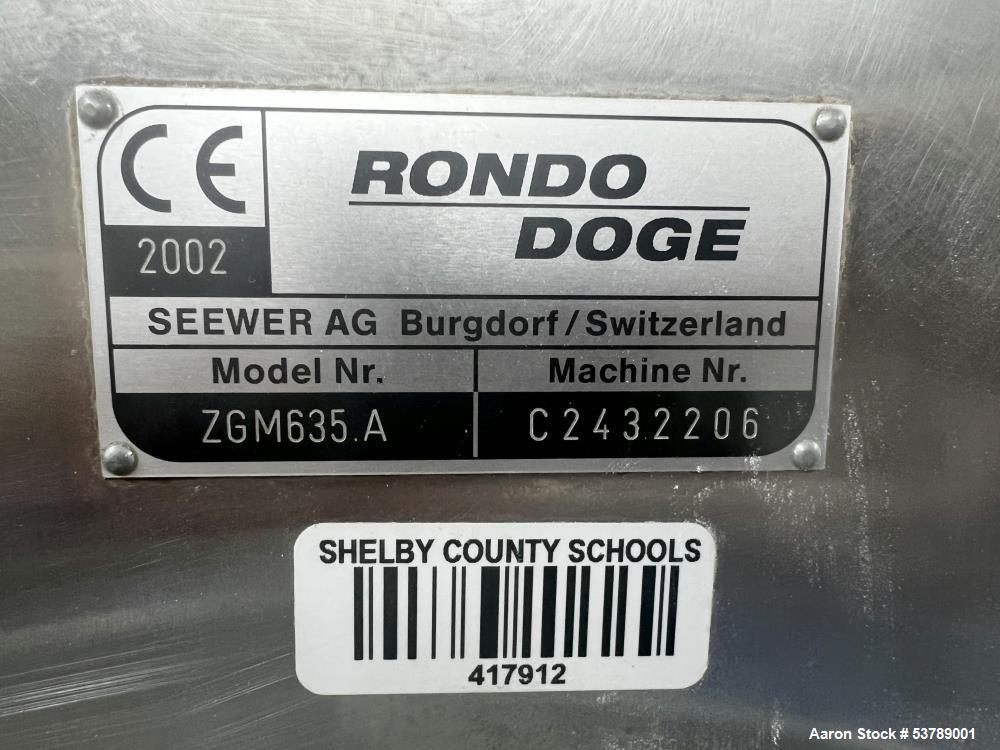 CE
2002
RONDO
DOGE
SEEWER AG Burgdorf/Switzerland
Model Nr.
Machine Nr.
ZGM635.A
C2432206
SHELBY COUNTY SCHOOLS
417912
Aaron Stock # 53789001